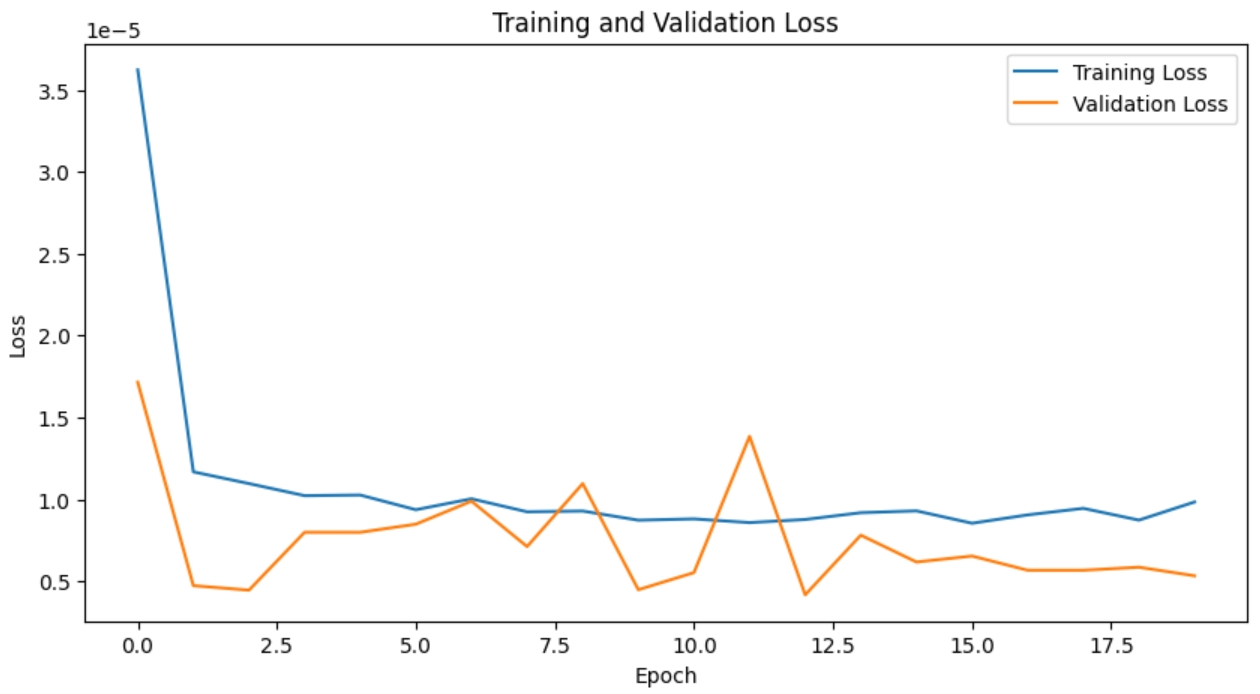 Training and Validation Loss
1e−5
Training Loss
Validation Loss
3.5
3.0
2.5
2.0
1.5
1.0
0.5
Loss
0.0 2.5 5.0 7.5 10.0 12.5 15.0 17.5
Epoch